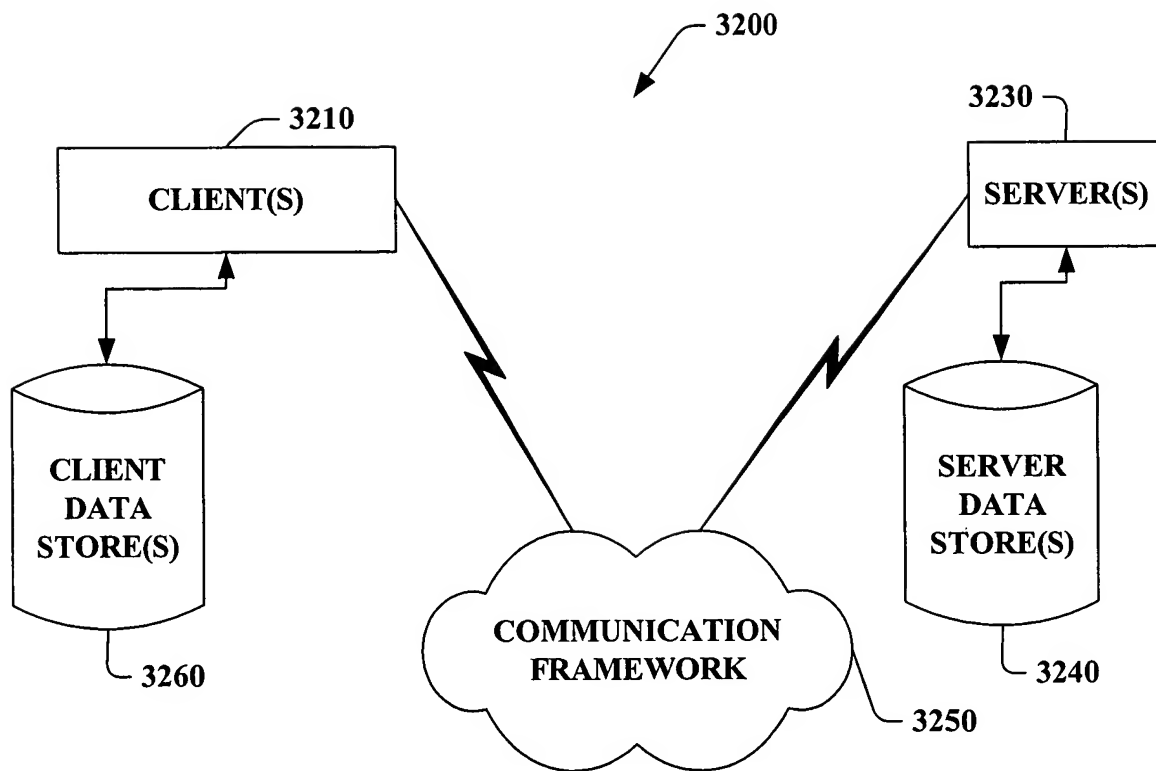 3200
3210
3230
CLIENT(S)
SERVER(S)
CLIENT
DATA
STORE(S)
SERVER
DATA
STORE(S)
COMMUNICATION
FRAMEWORK
3260
3240
3250